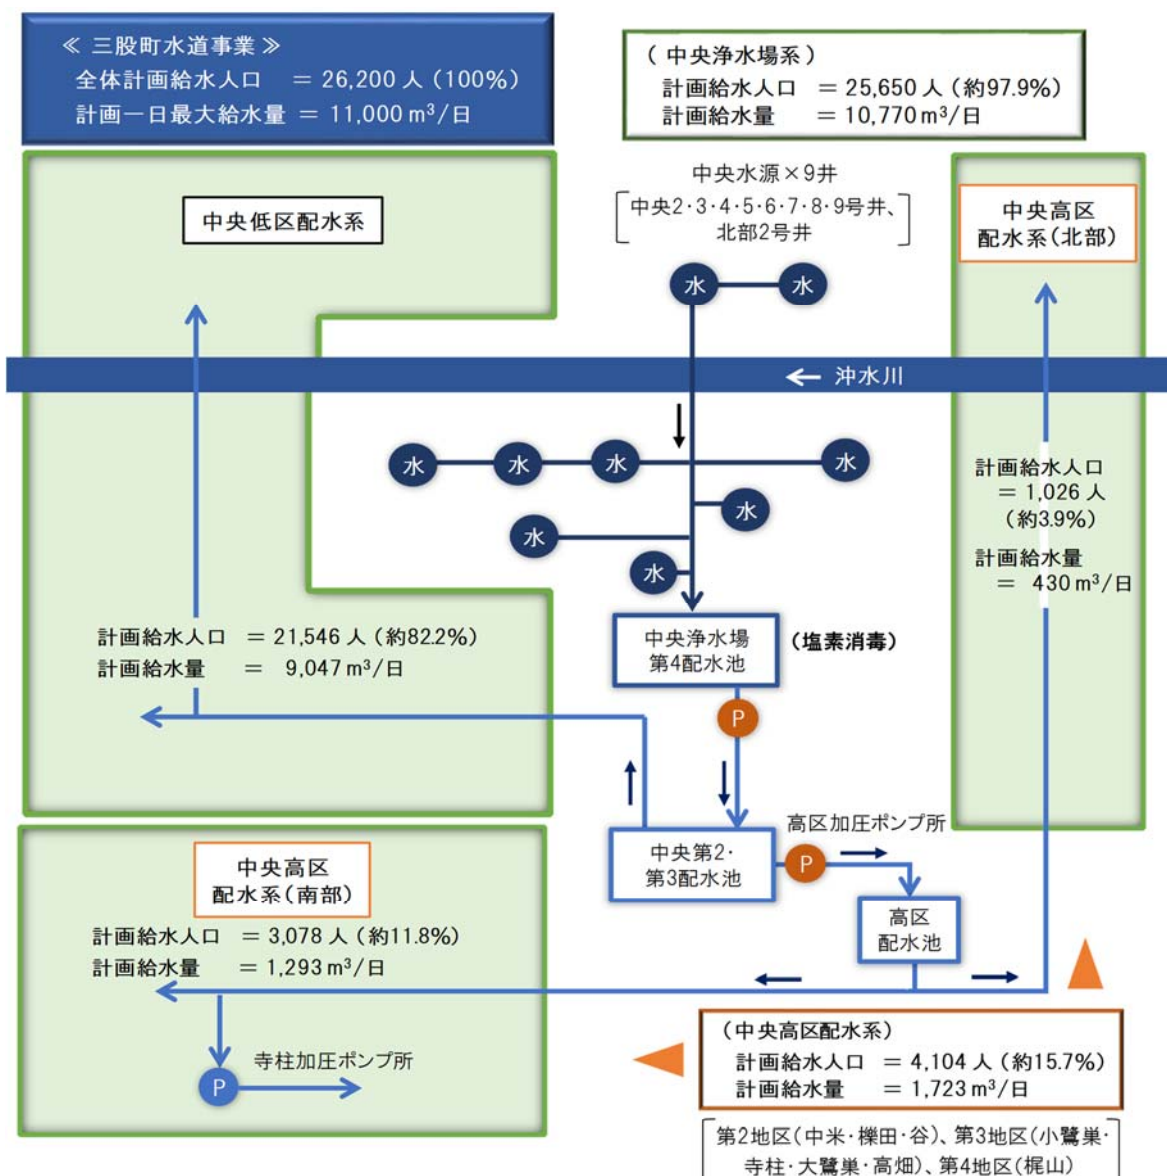 ≪ 三股町水道事業 ≫
全体計画給水人口 = 26,200 人 (100%)
計画一日最大給水量 = 11,000 m³/日
( 中央浄水場系 )
計画給水人口 = 25,650 人 (約97.9%)
計画給水量 = 10,770 m³/日
中央低区配水系
中央水源×9井
中央2・3・4・5・6・7・8・9号井、
北部2号井
中央高区
配水系(北部)
水
水
← 沖水川
水
水
水
水
水
水
水
計画給水人口
= 1,026 人
(約3.9%)
計画給水量
= 430 m³/日
計画給水人口 = 21,546 人 (約82.2%)
計画給水量 = 9,047 m³/日
中央浄水場
第4配水池
(塩素消毒)
P
高区加圧ポンプ所
中央第2・
第3配水池
P
高区
配水池
中央高区
配水系(南部)
計画給水人口 = 3,078 人 (約11.8%)
計画給水量 = 1,293 m³/日
寺柱加圧ポンプ所
P
(中央高区配水系)
計画給水人口 = 4,104 人 (約15.7%)
計画給水量 = 1,723 m³/日
第2地区(中米・櫟田・谷)、第3地区(小鷺巣・
寺柱・大鷺巣・高畑)、第4地区(梶山)